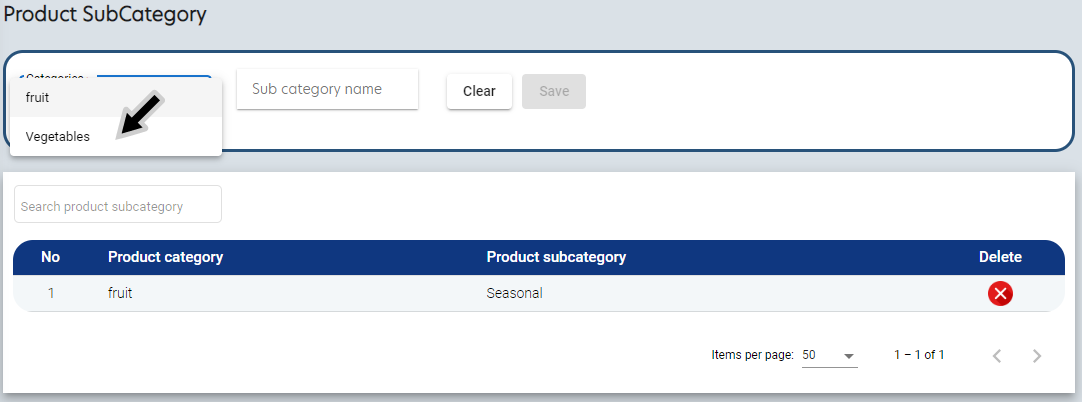 Product SubCategory
Categories
fruit
Vegetables
Sub category name
Clear
Save
Search product subcategory
No Product category Product subcategory Delete
1 fruit Seasonal
Items per page: 50 1 – 1 of 1